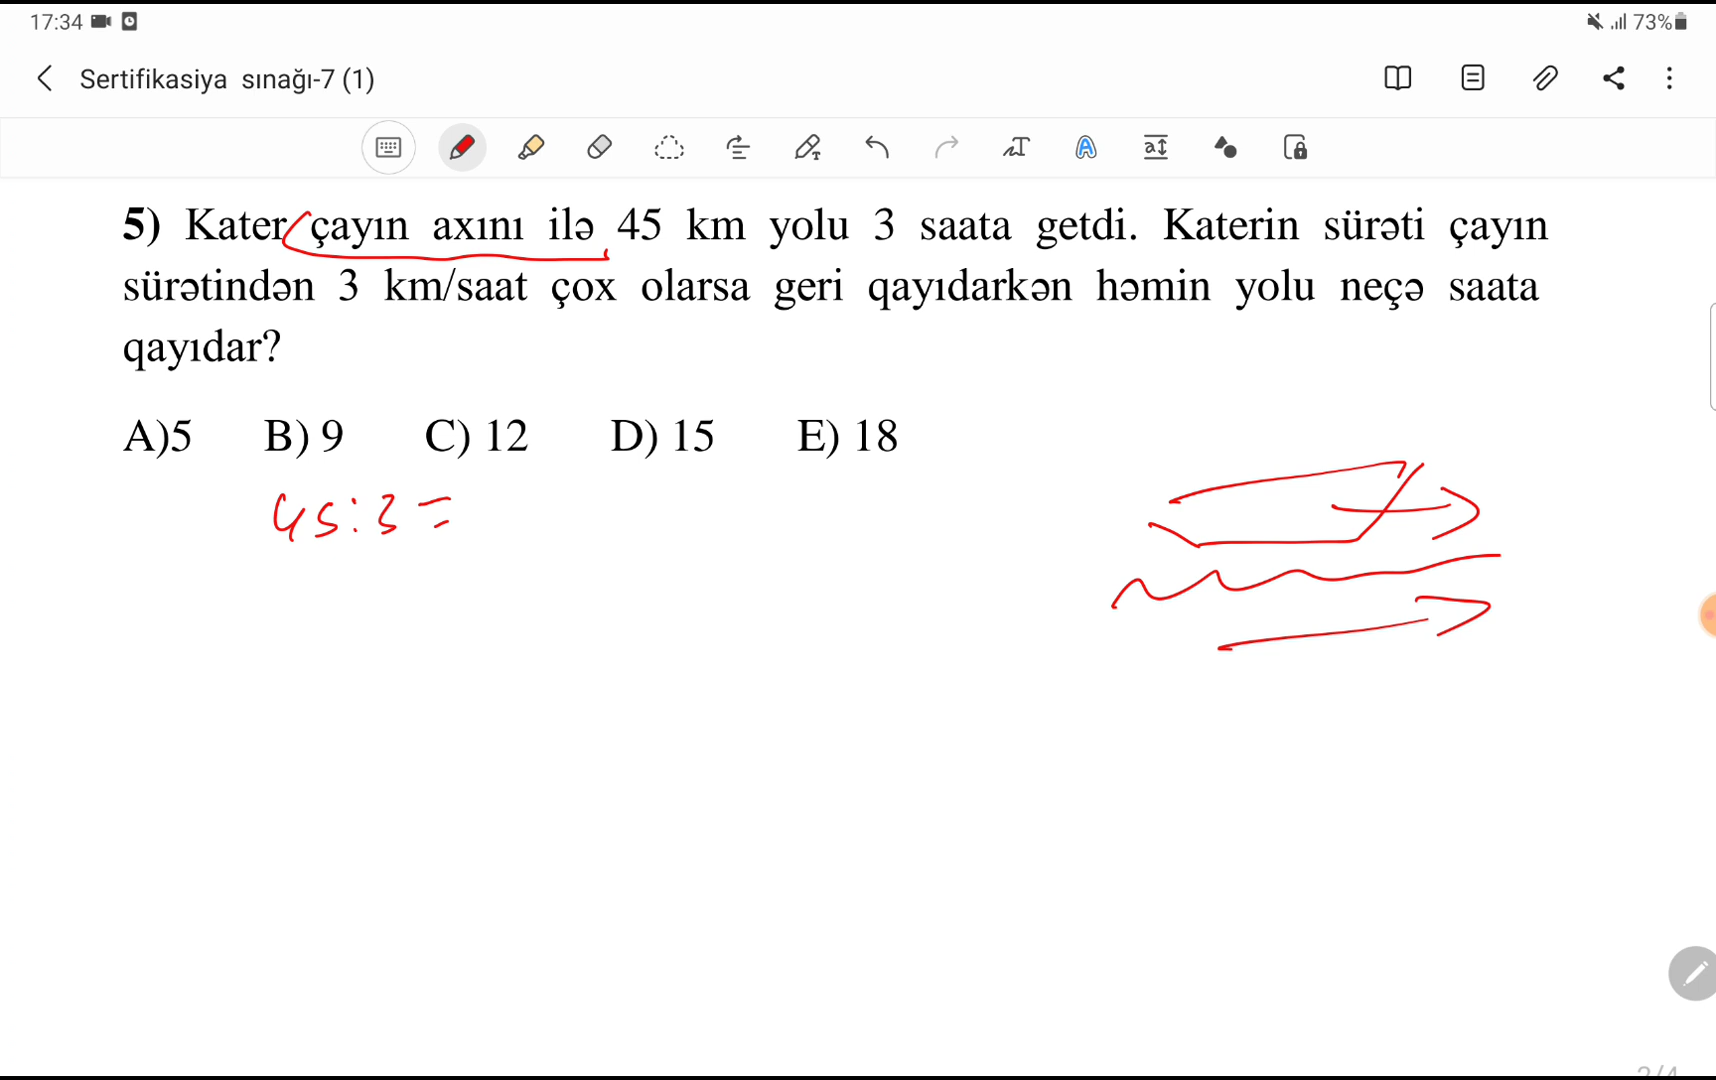 17:34
73%
Sertifikasiya sınağı-7 (1)
5) Kater çayın axını ilə 45 km yolu 3 saata getdi. Katerin sürəti çayın
sürətindən 3 km/saat çox olarsa geri qayıdarkən həmin yolu neçə saata
qayıdar?
A)5 B) 9 C) 12 D) 15 E) 18
45:3=
2/4